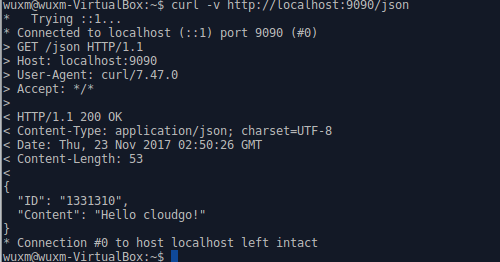 wuxm@wuxm-VirtualBox:~$ curl -v http://localhost:9090/json
*   Trying ::1...
* Connected to localhost (::1) port 9090 (#0)
> GET /json HTTP/1.1
> Host: localhost:9090
> User-Agent: curl/7.47.0
> Accept: */*
>
< HTTP/1.1 200 OK
< Content-Type: application/json; charset=UTF-8
< Date: Thu, 23 Nov 2017 02:50:26 GMT
< Content-Length: 53
<
{
  "ID": "1331310",
  "Content": "Hello cloudgo!"
}
* Connection #0 to host localhost left intact
wuxm@wuxm-VirtualBox:~$